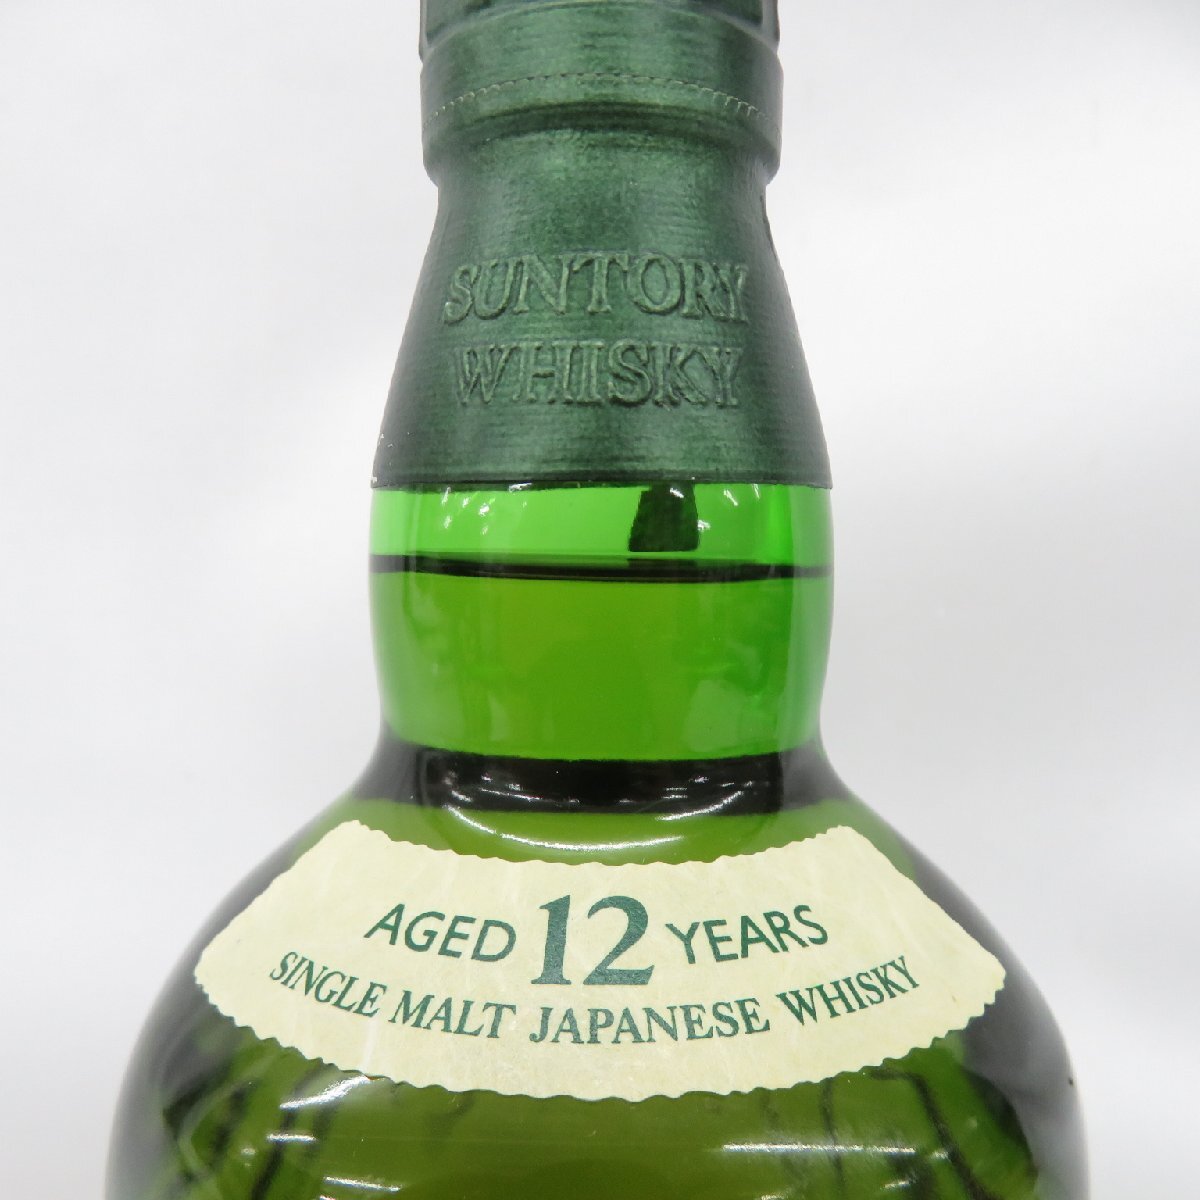 SUNTORY
WHISKY
AGED 12 YEARS
SINGLE MALT JAPANESE WHISKY